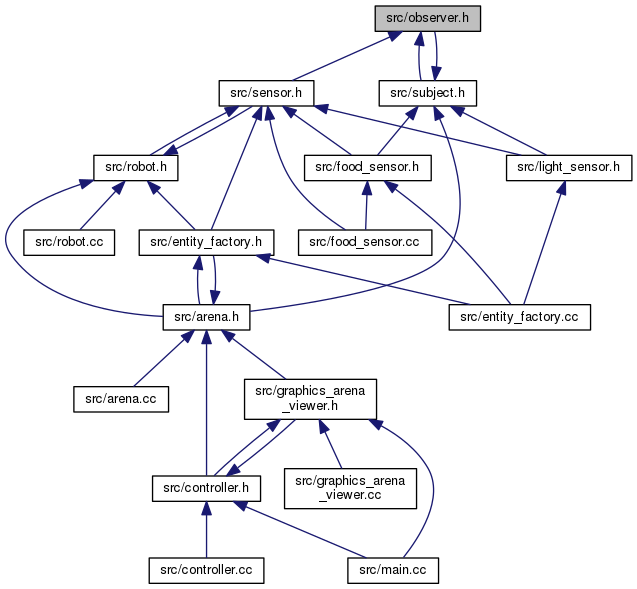 src/observer.h
src/sensor.h
src/subject.h
src/robot.h
src/food_sensor.h
src/light_sensor.h
src/robot.cc
src/entity_factory.h
src/food_sensor.cc
src/arena.h
src/entity_factory.cc
src/arena.cc
src/graphics_arena
_viewer.h
src/controller.h
src/graphics_arena
_viewer.cc
src/controller.cc
src/main.cc